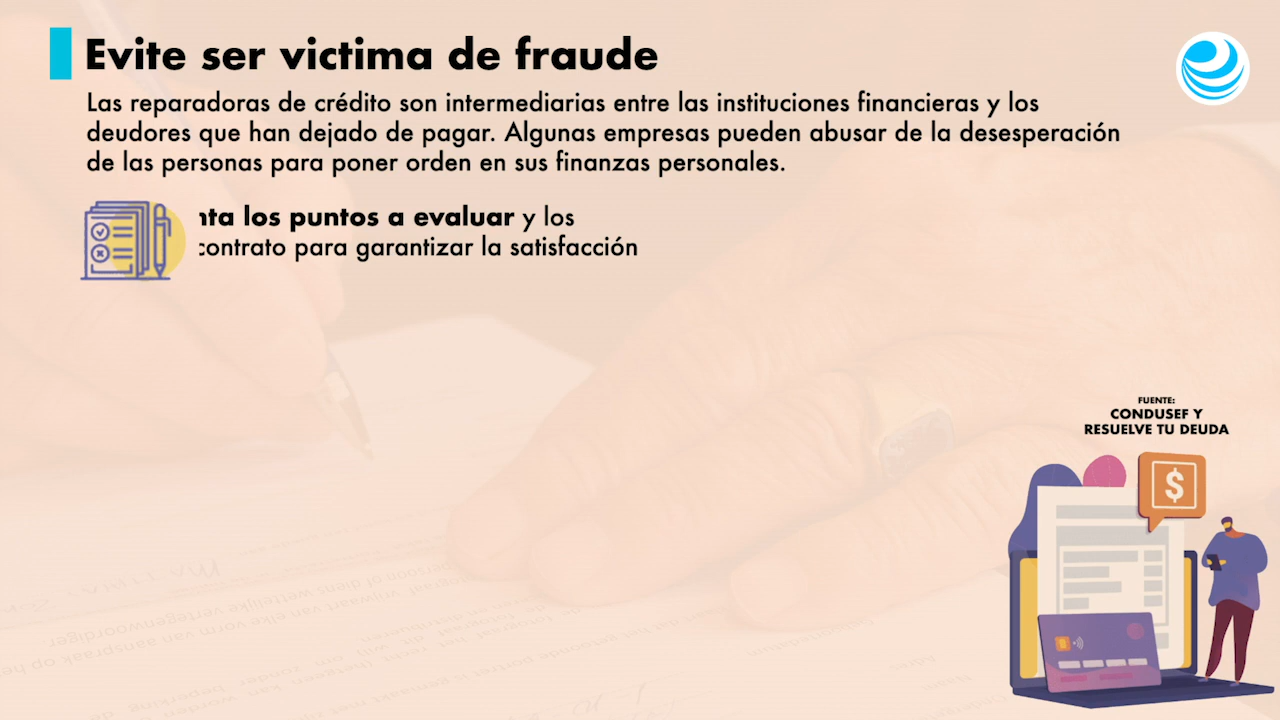 Evite ser victima de fraude
Las reparadoras de crédito son intermediarias entre las instituciones financieras y los
deudores que han dejado de pagar. Algunas empresas pueden abusar de la desesperación
de las personas para poner orden en sus finanzas personales.
los puntos a evaluar y los
contrato para garantizar la satisfacción
FUENTE:
CONDUSEF Y
RESUELVE TU DEUDA
$